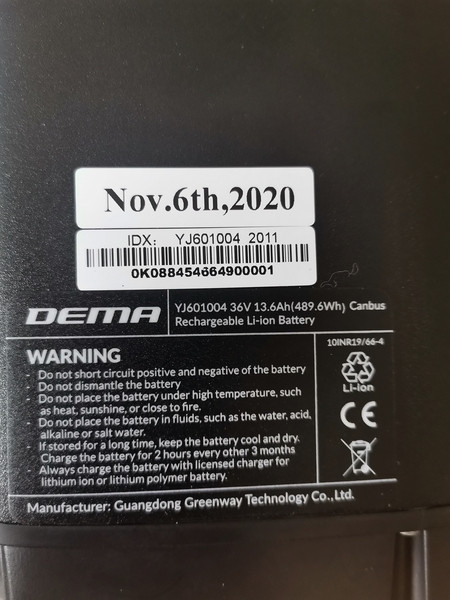 Nov.6th,2020
IDX: YJ601004 2011
0K088454664900001
DEMA
YJ601004 36V 13.6Ah(489.6Wh) Canbus
Rechargeable Li-ion Battery
WARNING
- Do not short circuit positive and negative of the battery
- Do not dismantle the battery
- Do not place the battery under high temperature, such
as heat, sunshine, or close to fire.
- Do not place the battery in fluids, such as the water, acid,
alkaline or salt water.
- If stored for a long time, keep the battery cool and dry.
Charge the battery for 2 hours every other 3 months
- Always charge the battery with licensed charger for
lithium ion or lithium polymer battery.
10INR19/66-4
Li-ion
CE
Manufacturer: Guangdong Greenway Technology Co.,Ltd.